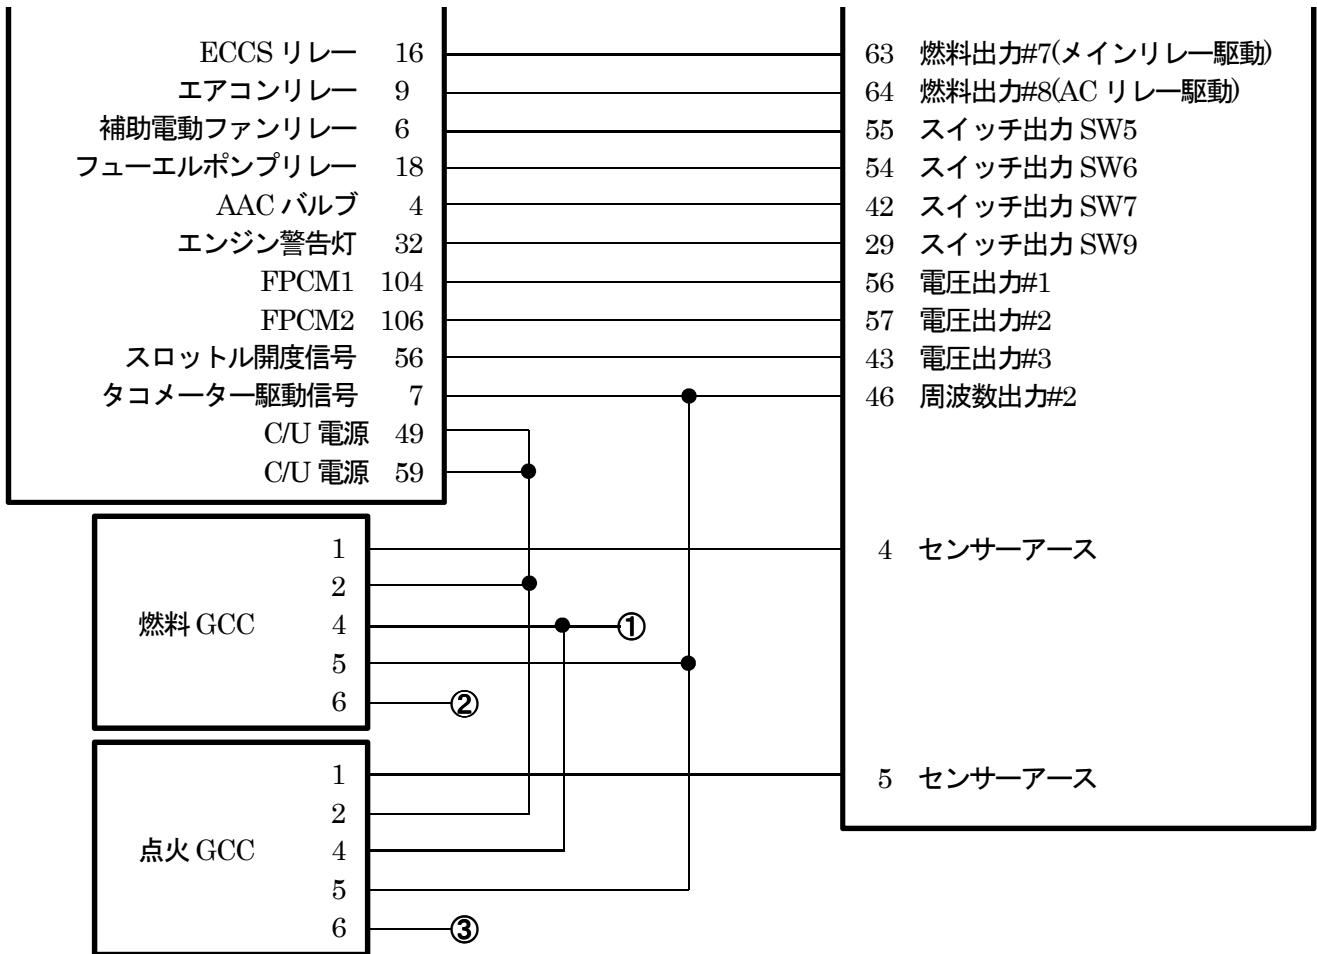 ECCS リレー 16 63 燃料出力#7(メインリレー駆動)
エアコンリレー 9 64 燃料出力#8(AC リレー駆動)
補助電動ファンリレー 6 55 スイッチ出力 SW5
フューエルポンプリレー 18 54 スイッチ出力 SW6
AAC バルブ 4 42 スイッチ出力 SW7
エンジン警告灯 32 29 スイッチ出力 SW9
FPCM1 104 56 電圧出力#1
FPCM2 106 57 電圧出力#2
スロットル開度信号 56 43 電圧出力#3
タコメーター駆動信号 7 46 周波数出力#2
C/U 電源 49
C/U 電源 59
1 4 センサーアース
2
燃料 GCC 4 ①
5
6 ②
1 5 センサーアース
2
点火 GCC 4
5
6 ③